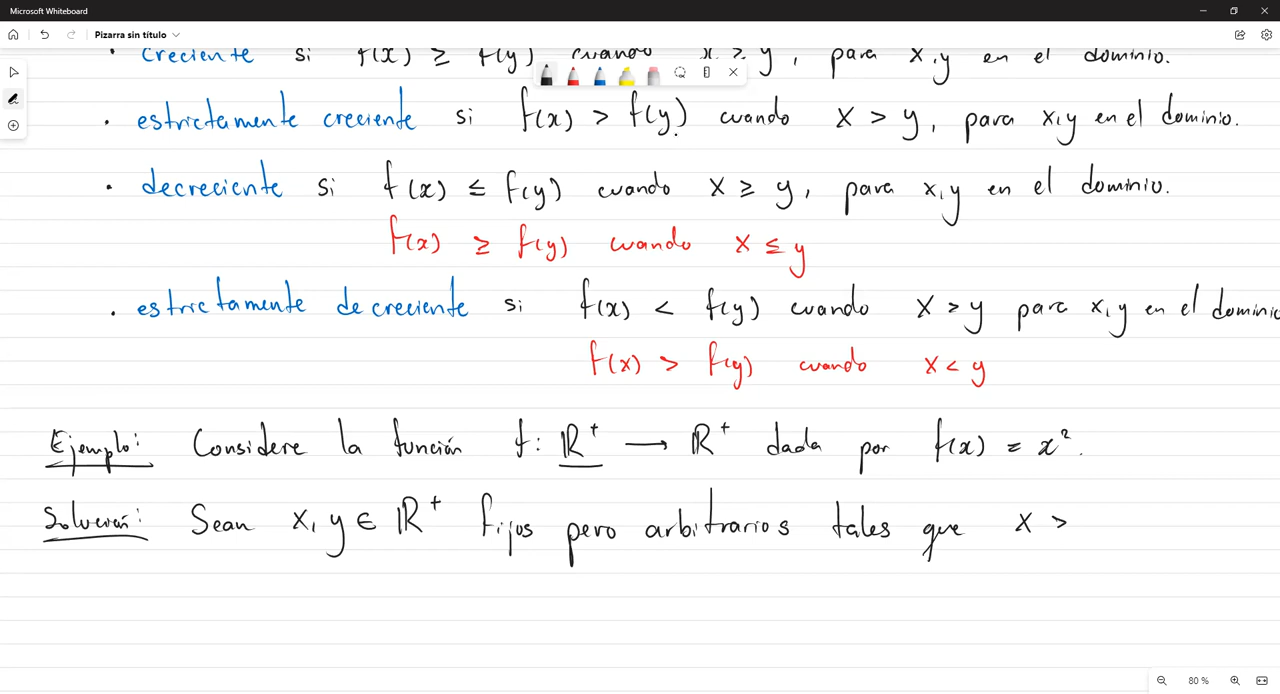 Microsoft Whiteboard
Pizarra sin título
· creciente si f(x) ≥ f(y) cuando x ≥ y, para x,y en el dominio.
· estrictamente creciente si f(x) > f(y) cuando x > y, para x,y en el dominio.
· decreciente si f(x) ≤ f(y) cuando x ≥ y, para x,y en el dominio.
f(x) ≥ f(y) cuando x ≤ y
· estrictamente decreciente si f(x) < f(y) cuando x > y para x,y en el dominio
f(x) > f(y) cuando x < y
Ejemplo: Considere la función f: ℝ⁺ → ℝ⁺ dada por f(x) = x².
Solución: Sean x, y ∈ ℝ⁺ fijos pero arbitrarios tales que x >
80 %